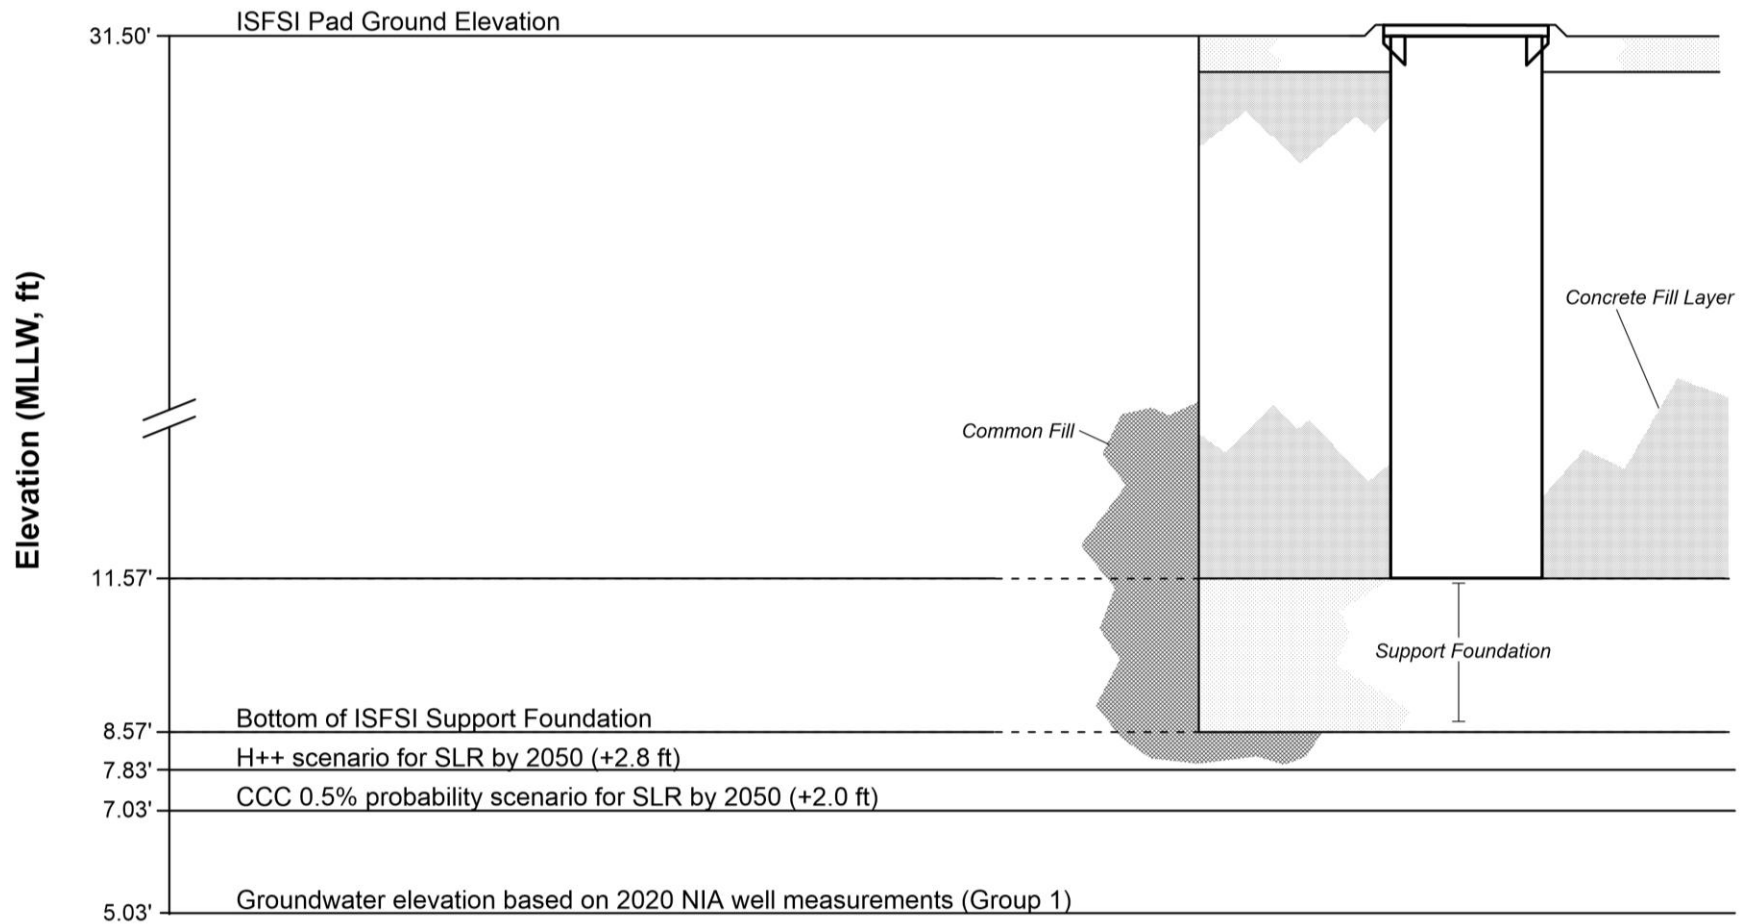 ISFSI Pad Ground Elevation
31.50'
Elevation (MLLW, ft)
Concrete Fill Layer
Common Fill
11.57'
Support Foundation
Bottom of ISFSI Support Foundation
8.57'
H++ scenario for SLR by 2050 (+2.8 ft)
7.83'
CCC 0.5% probability scenario for SLR by 2050 (+2.0 ft)
7.03'
Groundwater elevation based on 2020 NIA well measurements (Group 1)
5.03'